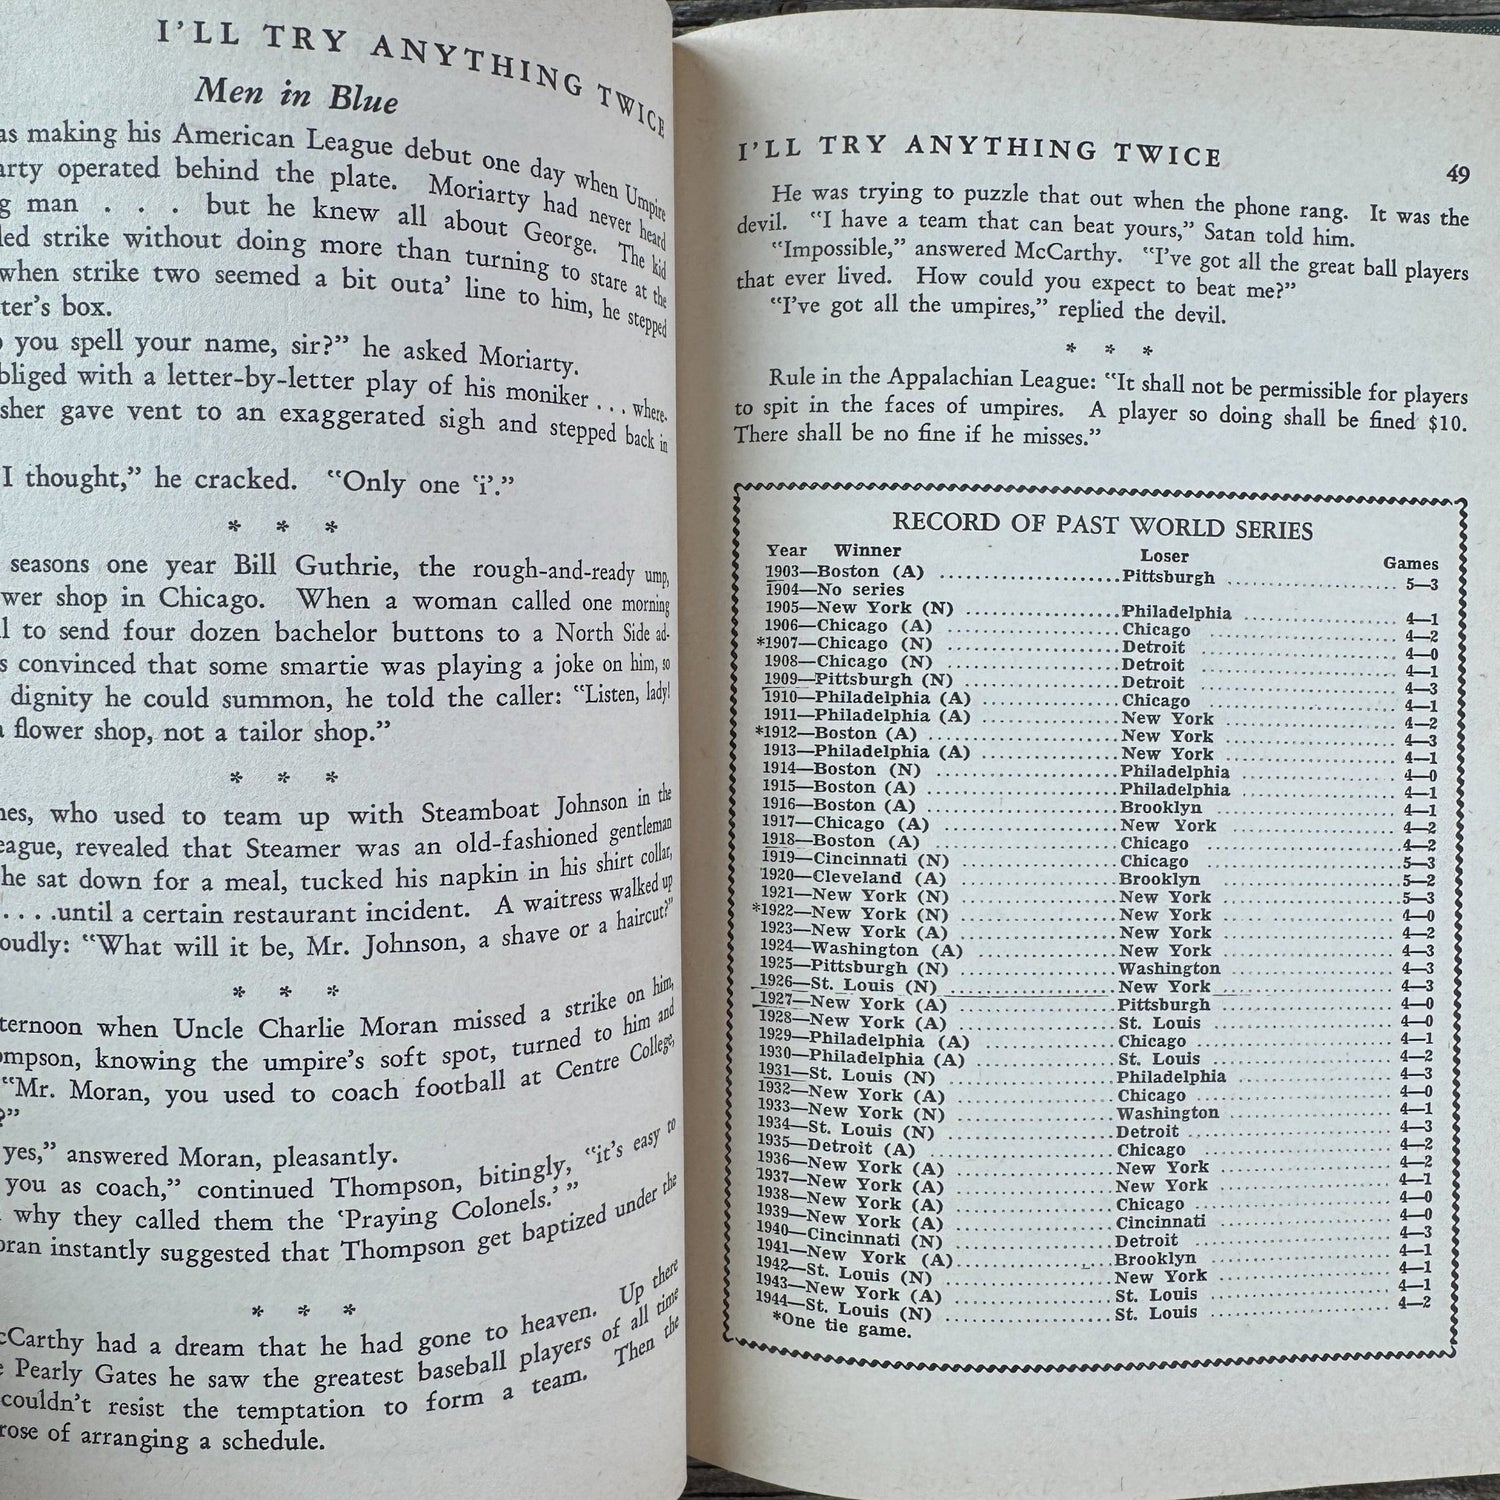 I'LL TRY ANYTHING TWICE
Men in Blue
as making his American League debut one day when Umpire
arty operated behind the plate. Moriarty had never heard
g man . . . but he knew all about George. The kid
led strike without doing more than turning to stare at the
when strike two seemed a bit outa' line to him, he stepped
ter's box.
o you spell your name, sir?" he asked Moriarty.
bliged with a letter-by-letter play of his moniker . . . where-
sher gave vent to an exaggerated sigh and stepped back in
I thought," he cracked. "Only one 'i'."
* * *
seasons one year Bill Guthrie, the rough-and-ready ump,
wer shop in Chicago. When a woman called one morning
l to send four dozen bachelor buttons to a North Side ad-
s convinced that some smartie was playing a joke on him, so
dignity he could summon, he told the caller: "Listen, lady!
a flower shop, not a tailor shop."
* * *
nes, who used to team up with Steamboat Johnson in the
eague, revealed that Steamer was an old-fashioned gentleman
he sat down for a meal, tucked his napkin in his shirt collar,
. . . .until a certain restaurant incident. A waitress walked up
oudly: "What will it be, Mr. Johnson, a shave or a haircut?"
* * *
fternoon when Uncle Charlie Moran missed a strike on him,
ompson, knowing the umpire's soft spot, turned to him and
"Mr. Moran, you used to coach football at Centre College,
?"
yes," answered Moran, pleasantly.
you as coach," continued Thompson, bitingly, "it's easy to
why they called them the 'Praying Colonels.' "
oran instantly suggested that Thompson get baptized under the
* * *
cCarthy had a dream that he had gone to heaven. Up there
e Pearly Gates he saw the greatest baseball players of all time
couldn't resist the temptation to form a team. Then the
rose of arranging a schedule.
I'LL TRY ANYTHING TWICE 49
He was trying to puzzle that out when the phone rang. It was the
devil. "I have a team that can beat yours," Satan told him.
"Impossible," answered McCarthy. "I've got all the great ball players
that ever lived. How could you expect to beat me?"
"I've got all the umpires," replied the devil.
* * *
Rule in the Appalachian League: "It shall not be permissible for players
to spit in the faces of umpires. A player so doing shall be fined $10.
There shall be no fine if he misses."
RECORD OF PAST WORLD SERIES
Year Winner Loser Games
1903—Boston (A) Pittsburgh 5—3
1904—No series
1905—New York (N) Philadelphia 4—1
1906—Chicago (A) Chicago 4—2
*1907—Chicago (N) Detroit 4—0
1908—Chicago (N) Detroit 4—1
1909—Pittsburgh (N) Detroit 4—3
1910—Philadelphia (A) Chicago 4—1
1911—Philadelphia (A) New York 4—2
*1912—Boston (A) New York 4—3
1913—Philadelphia (A) New York 4—1
1914—Boston (N) Philadelphia 4—0
1915—Boston (A) Philadelphia 4—1
1916—Boston (A) Brooklyn 4—1
1917—Chicago (A) New York 4—2
1918—Boston (A) Chicago 4—2
1919—Cincinnati (N) Chicago 5—3
1920—Cleveland (A) Brooklyn 5—2
1921—New York (N) New York 5—3
*1922—New York (N) New York 4—0
1923—New York (A) New York 4—2
1924—Washington (A) New York 4—3
1925—Pittsburgh (N) Washington 4—3
1926—St. Louis (N) New York 4—3
1927—New York (A) Pittsburgh 4—0
1928—New York (A) St. Louis 4—0
1929—Philadelphia (A) Chicago 4—1
1930—Philadelphia (A) St. Louis 4—2
1931—St. Louis (N) Philadelphia 4—3
1932—New York (A) Chicago 4—0
1933—New York (N) Washington 4—1
1934—St. Louis (N) Detroit 4—3
1935—Detroit (A) Chicago 4—2
1936—New York (A) New York 4—2
1937—New York (A) New York 4—1
1938—New York (A) Chicago 4—0
1939—New York (A) Cincinnati 4—0
1940—Cincinnati (N) Detroit 4—3
1941—New York (A) Brooklyn 4—1
1942—St. Louis (N) New York 4—1
1943—New York (A) St. Louis 4—1
1944—St. Louis (N) St. Louis 4—2
*One tie game.